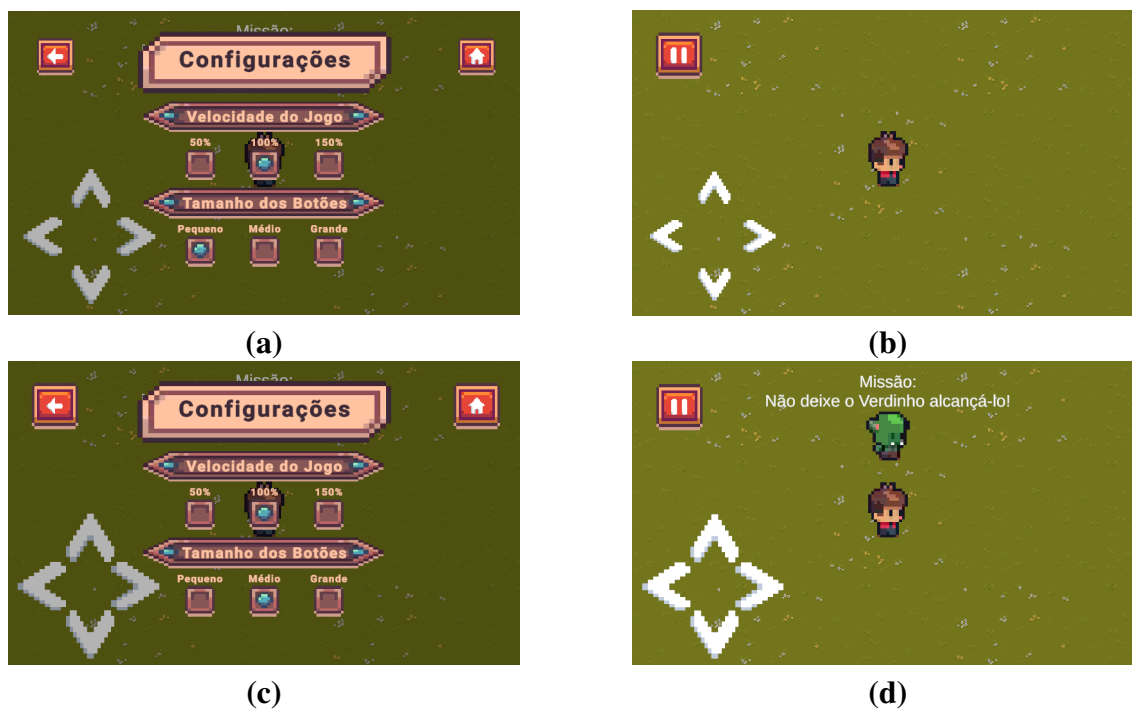 Missão:
Configurações
Velocidade do Jogo
50% 100% 150%
Tamanho dos Botões
Pequeno Médio Grande
(a)
(b)
Missão:
Configurações
Velocidade do Jogo
50% 100% 150%
Tamanho dos Botões
Pequeno Médio Grande
(c)
Missão:
Não deixe o Verdinho alcançá-lo!
(d)